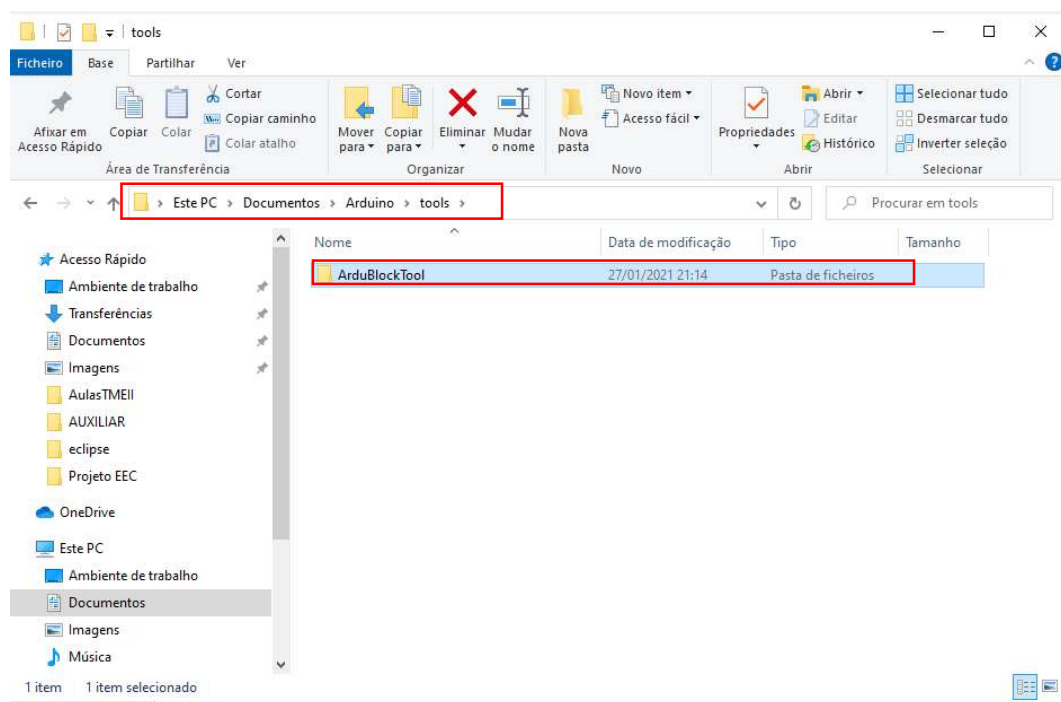 tools
Ficheiro Base Partilhar Ver
Afixar em Acesso Rápido
Copiar
Colar
Cortar
Copiar caminho
Colar atalho
Área de Transferência
Mover para
Copiar para
Eliminar
Mudar o nome
Organizar
Nova pasta
Novo item
Acesso fácil
Novo
Propriedades
Abrir
Editar
Histórico
Abrir
Selecionar tudo
Desmarcar tudo
Inverter seleção
Selecionar
Este PC > Documentos > Arduino > tools >
Procurar em tools
Nome Data de modificação Tipo Tamanho
ArduBlockTool 27/01/2021 21:14 Pasta de ficheiros
Acesso Rápido
Ambiente de trabalho
Transferências
Documentos
Imagens
AulasTMEII
AUXILIAR
eclipse
Projeto EEC
OneDrive
Este PC
Ambiente de trabalho
Documentos
Imagens
Música
1 item 1 item selecionado